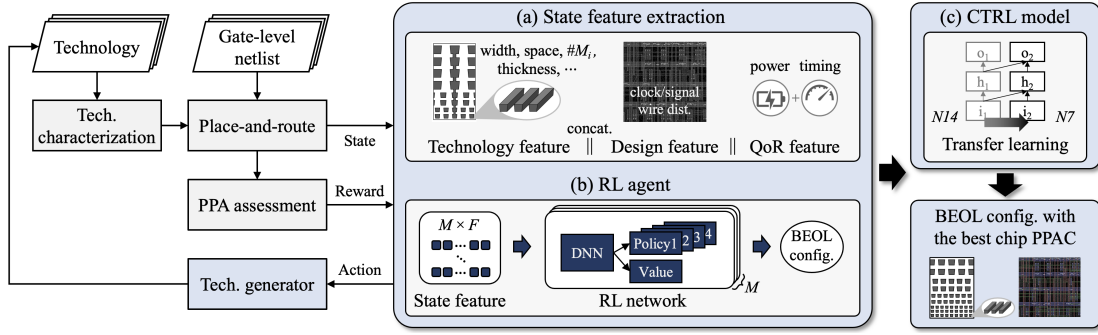 Technology
Gate-level
netlist
Tech.
characterization
Place-and-route
State
PPA assessment
Reward
Tech. generator
Action
(a) State feature extraction
width, space, #Mi,
thickness, ...
clock/signal
wire dist.
power timing
+
concat.
Technology feature || Design feature || QoR feature
(b) RL agent
M × F
State feature
DNN
Policy1 2 3 4
Value
M
RL network
BEOL
config.
(c) CTRL model
o1 o2
h1 h2
i1 i2
N14 N7
Transfer learning
BEOL config. with
the best chip PPAC